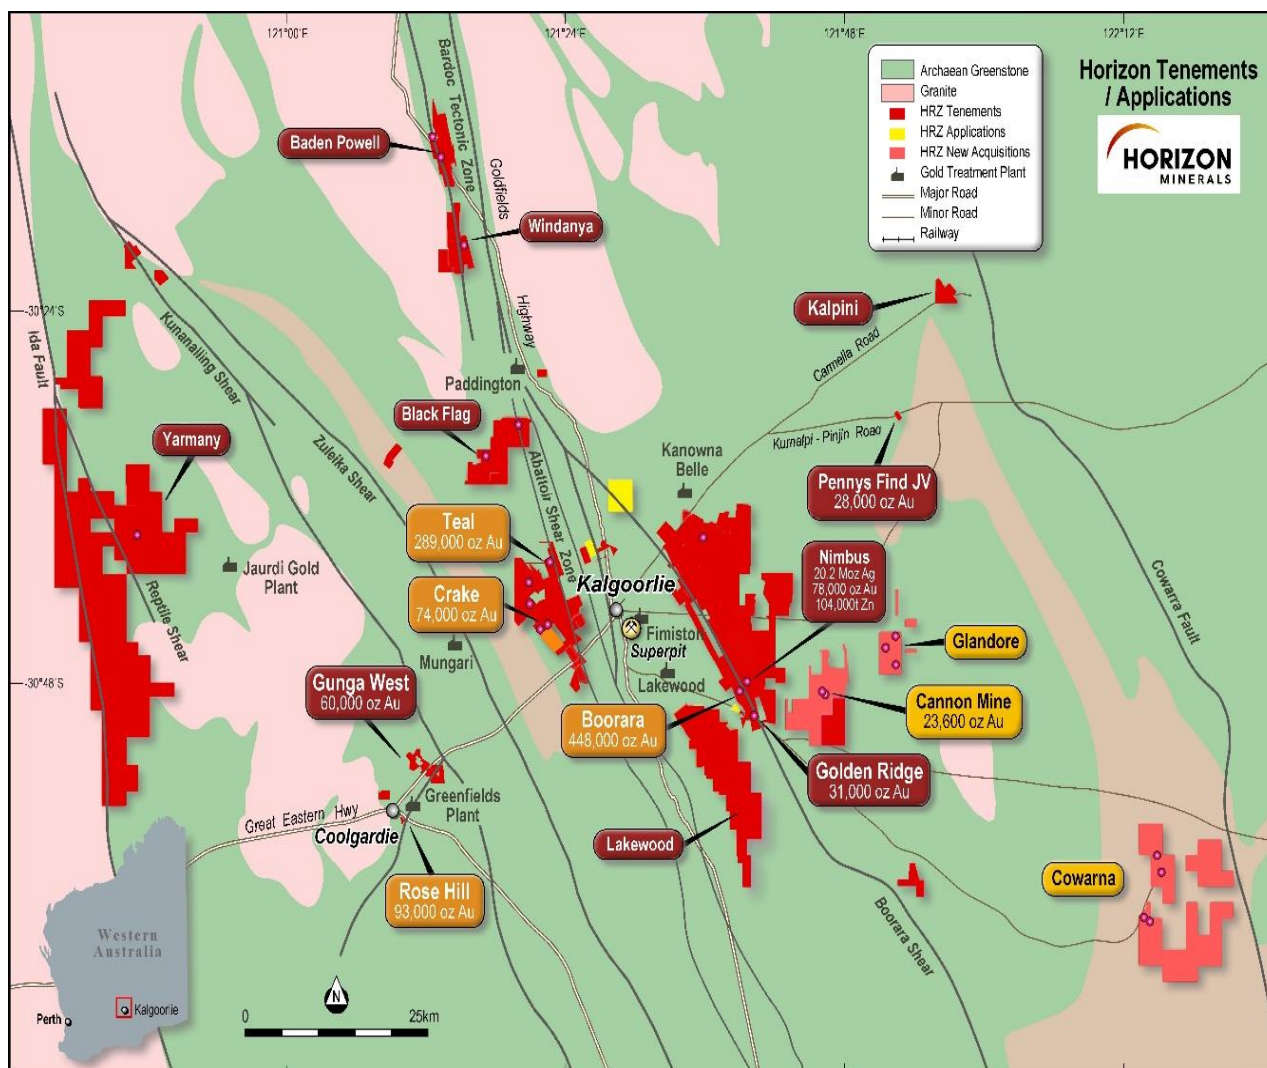 121°00'E
121°24'E
121°48'E
122°12'E
Archaean Greenstone
Granite
HRZ Tenements
HRZ Applications
HRZ New Acquisitions
Gold Treatment Plant
Major Road
Minor Road
Railway
Horizon Tenements
/ Applications
HORIZON
MINERALS
Bardoc Tectonic Zone
Baden Powell
Goldfields
Highway
Windanya
Kalpini
-30°24'S
Ida Fault
Kunanalling Shear
Carmelia Road
Paddington
Black Flag
Yarmany
Zuleika Shear
Abattoir Shear Zone
Kanowna
Belle
Kurnalpi - Pinjin Road
Pennys Find JV
28,000 oz Au
Teal
289,000 oz Au
Nimbus
20.2 Moz Ag
78,000 oz Au
104,000t Zn
Jaurdi Gold
Plant
Reptile Shear
Crake
74,000 oz Au
Kalgoorlie
Fimiston
Superpit
Cowarra Fault
Glandore
Mungari
Lakewood
-30°48'S
Gunga West
60,000 oz Au
Boorara
448,000 oz Au
Cannon Mine
23,600 oz Au
Golden Ridge
31,000 oz Au
Greenfields
Plant
Great Eastern Hwy
Coolgardie
Lakewood
Rose Hill
93,000 oz Au
Cowarna
Boorara Shear
Western
Australia
Perth
Kalgoorlie
N
0
25km